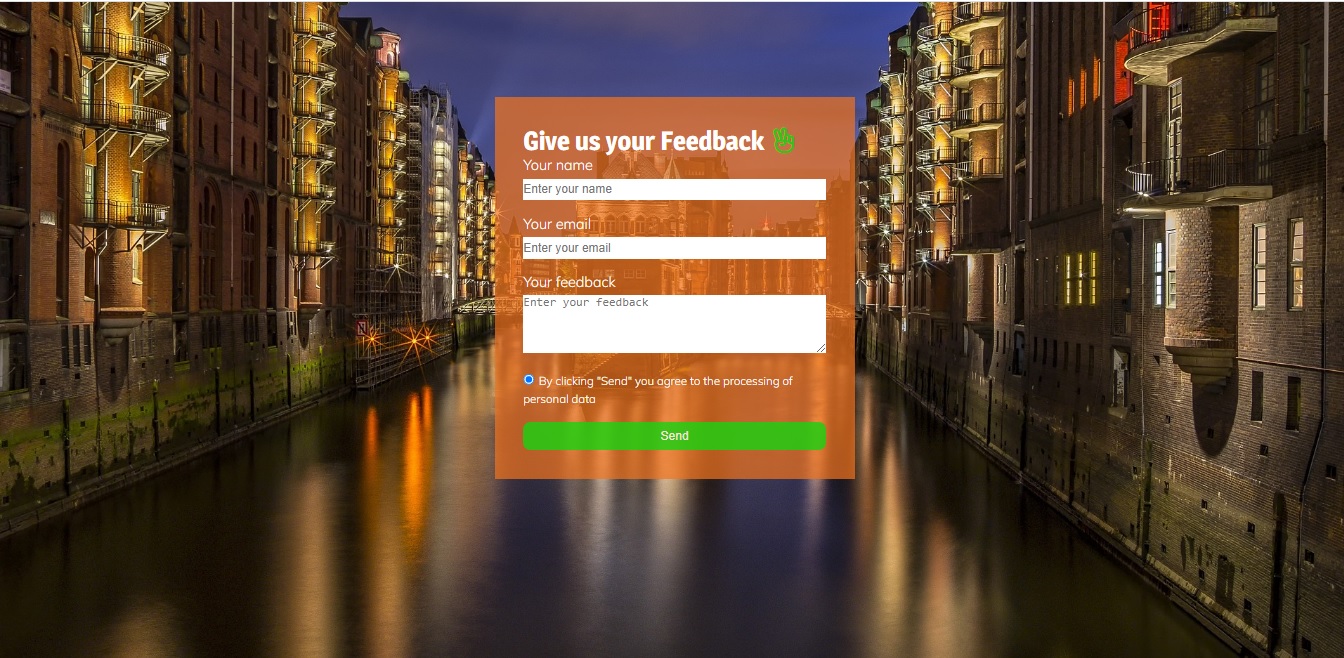 Give us your Feedback
Your name
Enter your name
Your email
Enter your email
Your feedback
Enter your feedback
By clicking "Send" you agree to the processing of
personal data
Send